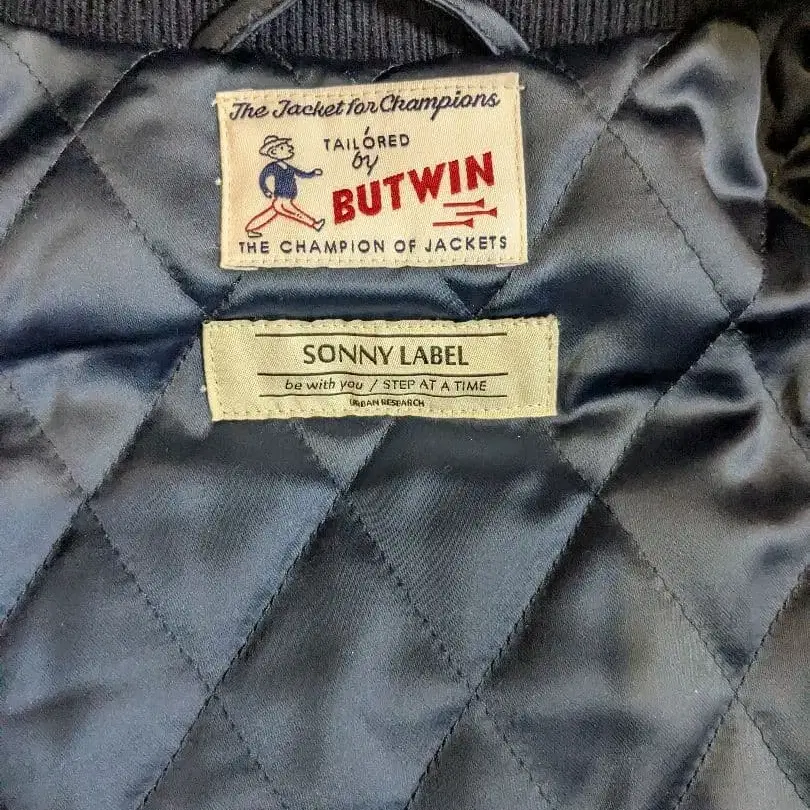 The Jacket for Champions
TAILORED
by
BUTWIN
THE CHAMPION OF JACKETS
SONNY LABEL
be with you / STEP AT A TIME
URBAN RESEARCH